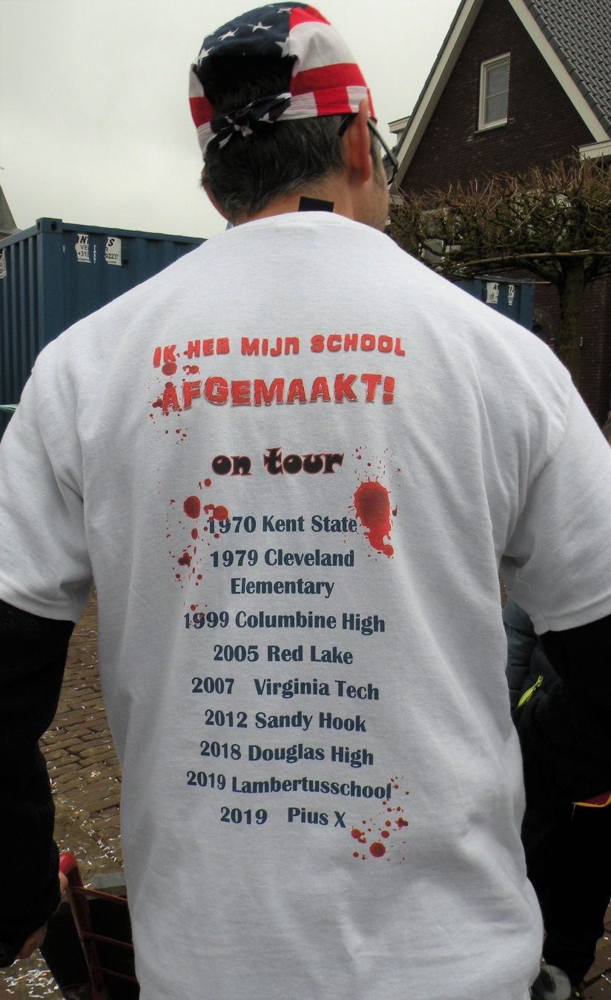 IK HEB MIJN SCHOOL
AFGEMAAKT!
on tour
1970 Kent State
1979 Cleveland
Elementary
1999 Columbine High
2005 Red Lake
2007 Virginia Tech
2012 Sandy Hook
2018 Douglas High
2019 Lambertusschool
2019 Pius X